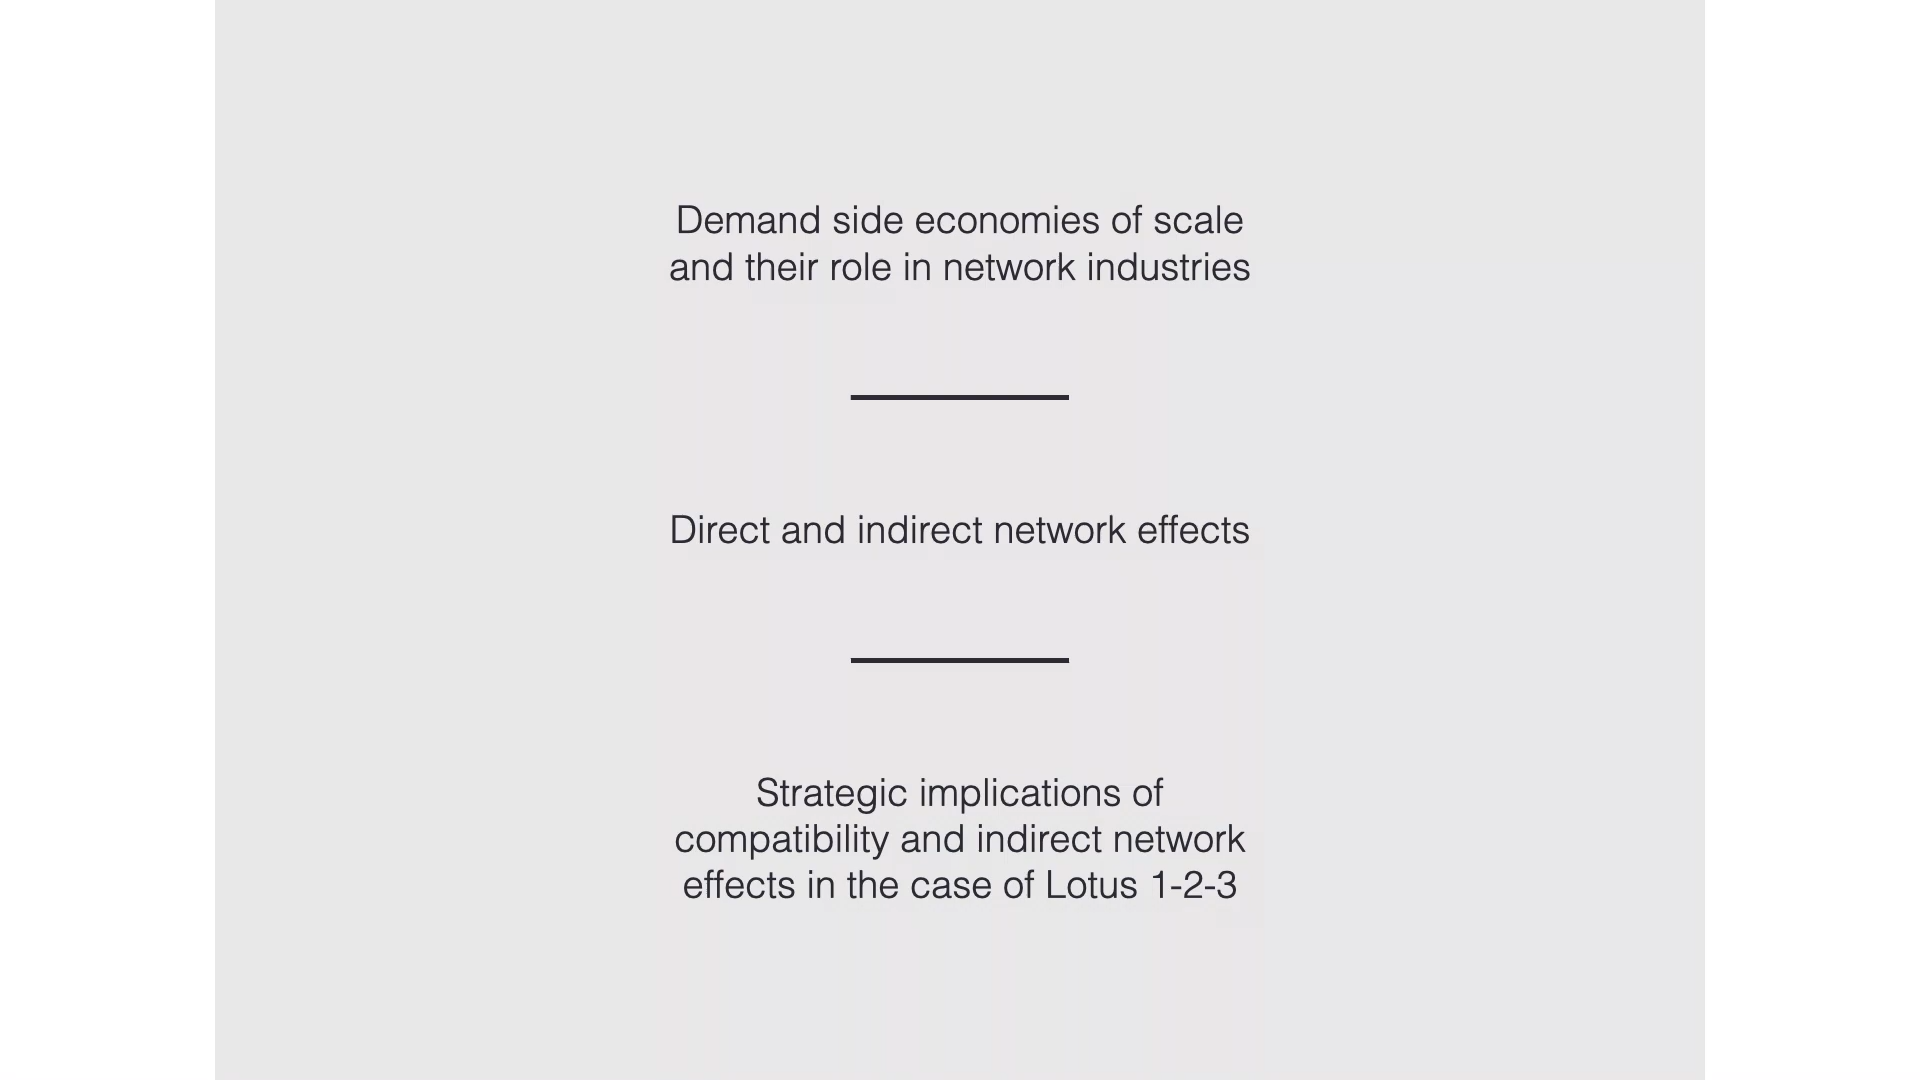 Demand side economies of scale
and their role in network industries
Direct and indirect network effects
Strategic implications of
compatibility and indirect network
effects in the case of Lotus 1-2-3